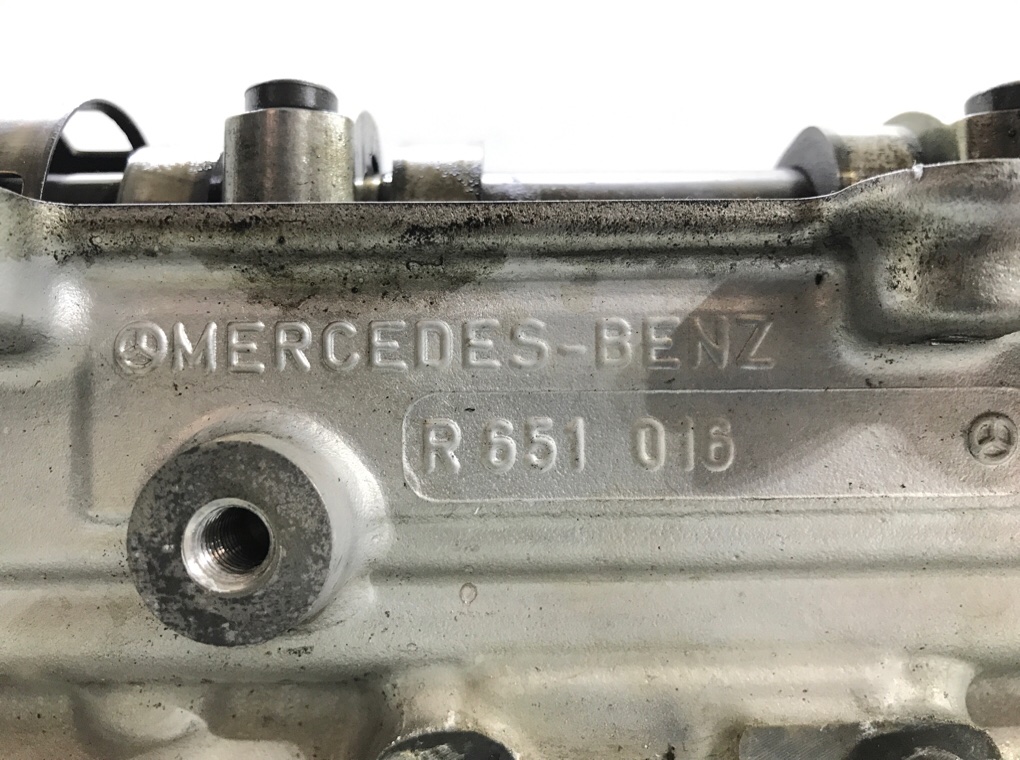 MERCEDES-BENZ
R 651 016